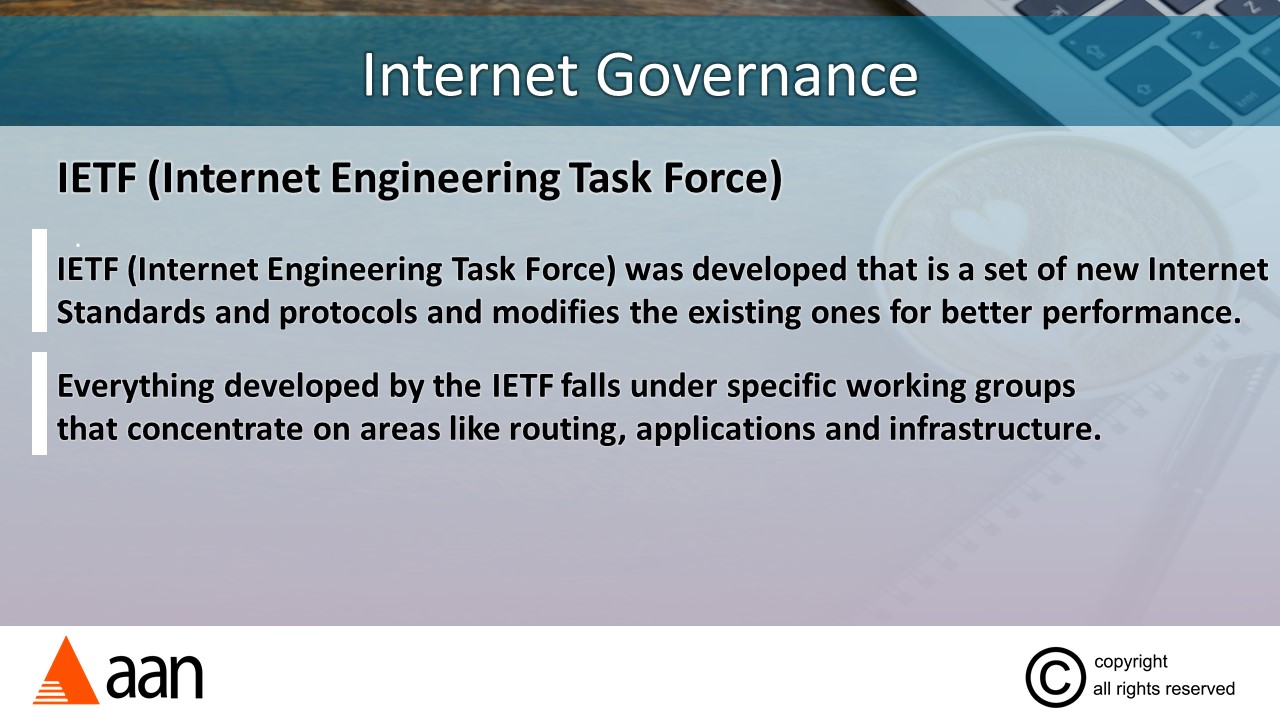 Internet Governance
IETF (Internet Engineering Task Force)
IETF (Internet Engineering Task Force) was developed that is a set of new Internet
Standards and protocols and modifies the existing ones for better performance.
Everything developed by the IETF falls under specific working groups
that concentrate on areas like routing, applications and infrastructure.
aan
©
copyright
all rights reserved